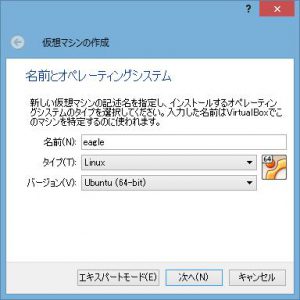 ?
仮想マシンの作成
名前とオペレーティングシステム
新しい仮想マシンの記述名を指定し、インストールするオペレーティ
ングシステムのタイプを選択してください。入力した名前はVirtualBoxでこ
のマシンを特定するのに使われます。
名前(N): eagle
タイプ(T): Linux
64
バージョン(V): Ubuntu (64-bit)
エキスパートモード(E) 次へ(N) キャンセル